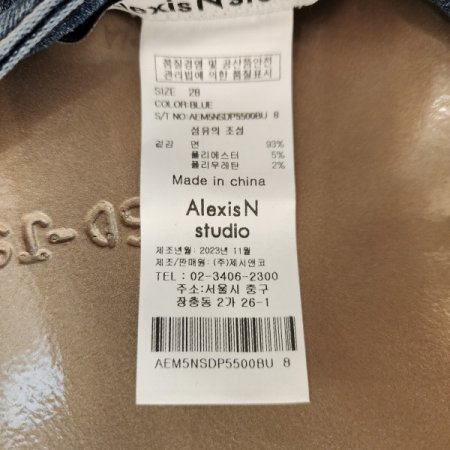 AlexisN studio
품질경영 및 공산품안전
관리법에 의한 품질표시
SIZE 28
COLOR:BLUE
S/T NO:AEM5NSDP5500BU 8
섬유의 조성
겉감 면 93%
폴리에스터 5%
폴리우레탄 2%
Made in china
AlexisN
studio
제조년월: 2023년 11월
제조/판매원: (주)제시앤코
TEL : 02-3406-2300
주소:서울시 중구
장충동 2가 26-1
AEM5NSDP5500BU 8